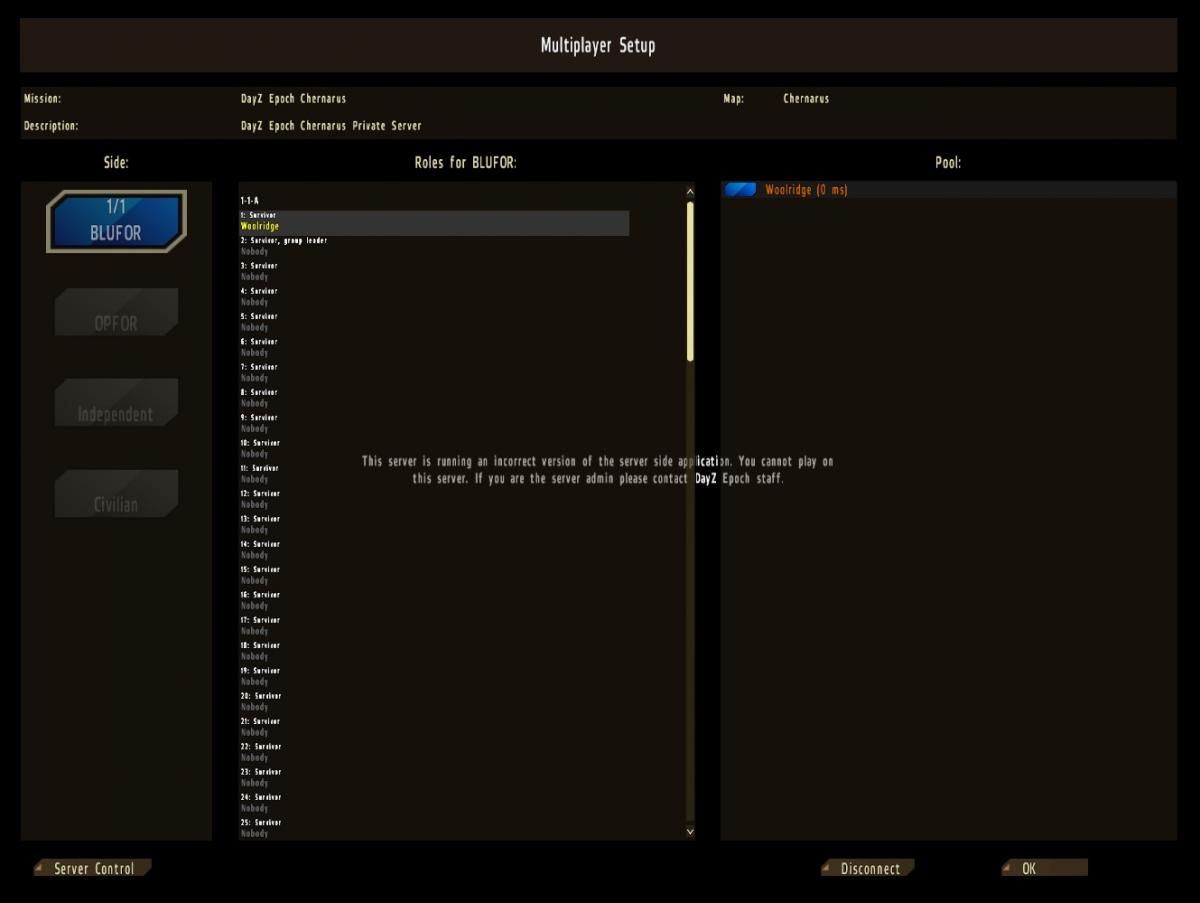 Multiplayer Setup
Mission: DayZ Epoch Chernarus Map: Chernarus
Description: DayZ Epoch Chernarus Private Server
Side: Roles for BLUFOR: Pool:
1/1
BLUFOR
OPFOR
Independent
Civilian
1-1-A
1: Survivor
Woolridge
2: Survivor, group leader
Nobody
3: Survivor
Nobody
4: Survivor
Nobody
5: Survivor
Nobody
6: Survivor
Nobody
7: Survivor
Nobody
8: Survivor
Nobody
9: Survivor
Nobody
10: Survivor
Nobody
11: Survivor
Nobody
12: Survivor
Nobody
13: Survivor
Nobody
14: Survivor
Nobody
15: Survivor
Nobody
16: Survivor
Nobody
17: Survivor
Nobody
18: Survivor
Nobody
19: Survivor
Nobody
20: Survivor
Nobody
21: Survivor
Nobody
22: Survivor
Nobody
23: Survivor
Nobody
24: Survivor
Nobody
25: Survivor
Nobody
This server is running an incorrect version of the server side application. You cannot play on
this server. If you are the server admin please contact DayZ Epoch staff.
Woolridge (0 ms)
Server Control Disconnect OK